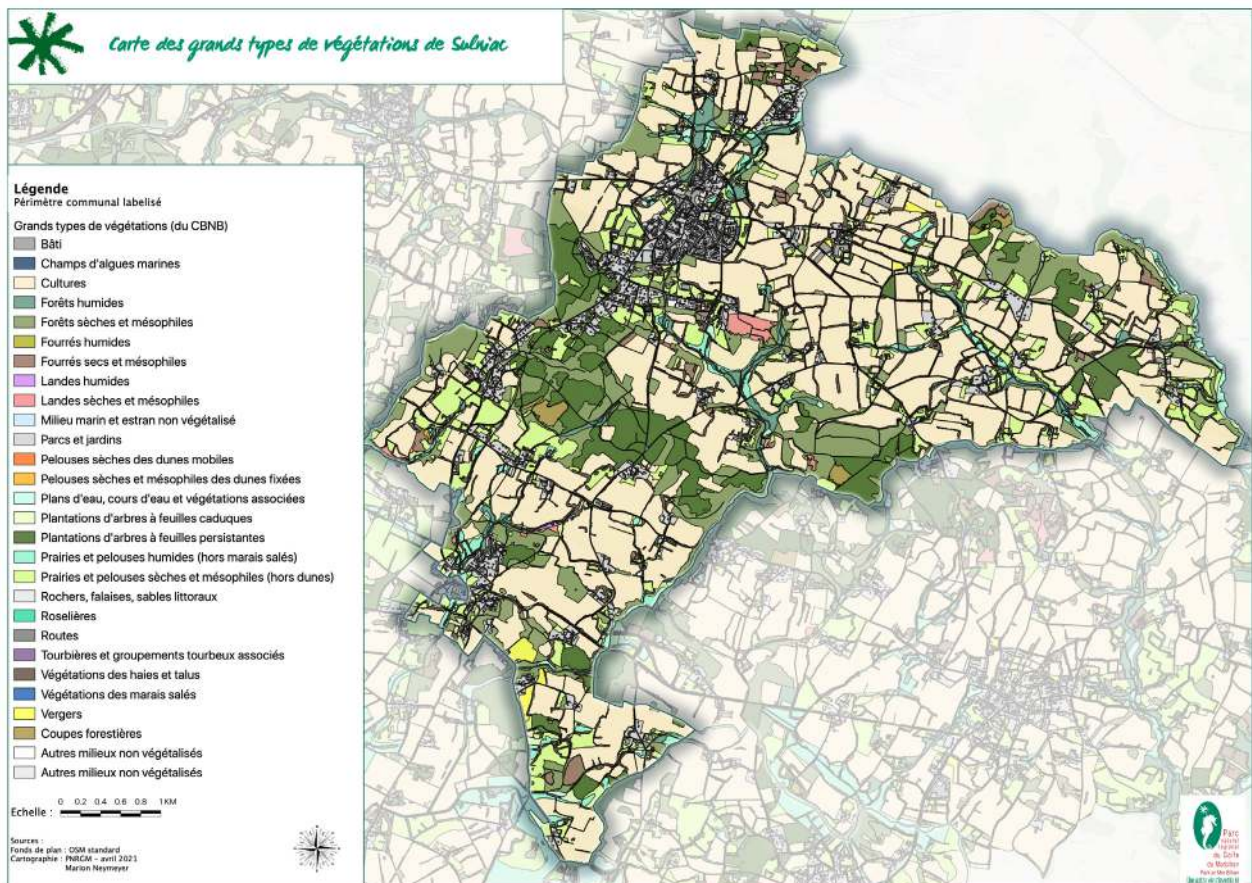 Carte des grands types de végétations de Sulniac
Légende
Périmètre communal labelisé
Grands types de végétations (du CBNB)
Bâti
Champs d'algues marines
Cultures
Forêts humides
Forêts sèches et mésophiles
Fourrés humides
Fourrés secs et mésophiles
Landes humides
Landes sèches et mésophiles
Milieu marin et estran non végétalisé
Parcs et jardins
Pelouses sèches des dunes mobiles
Pelouses sèches et mésophiles des dunes fixées
Plans d'eau, cours d'eau et végétations associées
Plantations d'arbres à feuilles caduques
Plantations d'arbres à feuilles persistantes
Prairies et pelouses humides (hors marais salés)
Prairies et pelouses sèches et mésophiles (hors dunes)
Rochers, falaises, sables littoraux
Roselières
Routes
Tourbières et groupements tourbeux associés
Végétations des haies et talus
Végétations des marais salés
Vergers
Coupes forestières
Autres milieux non végétalisés
Autres milieux non végétalisés
Echelle : 0 0.2 0.4 0.6 0.8 1KM
Sources :
Fonds de plan : OSM standard
Cartographie : PNRGM - avril 2021
Marion Neymeyer
Parc
naturel
régional
du Golfe
du Morbihan